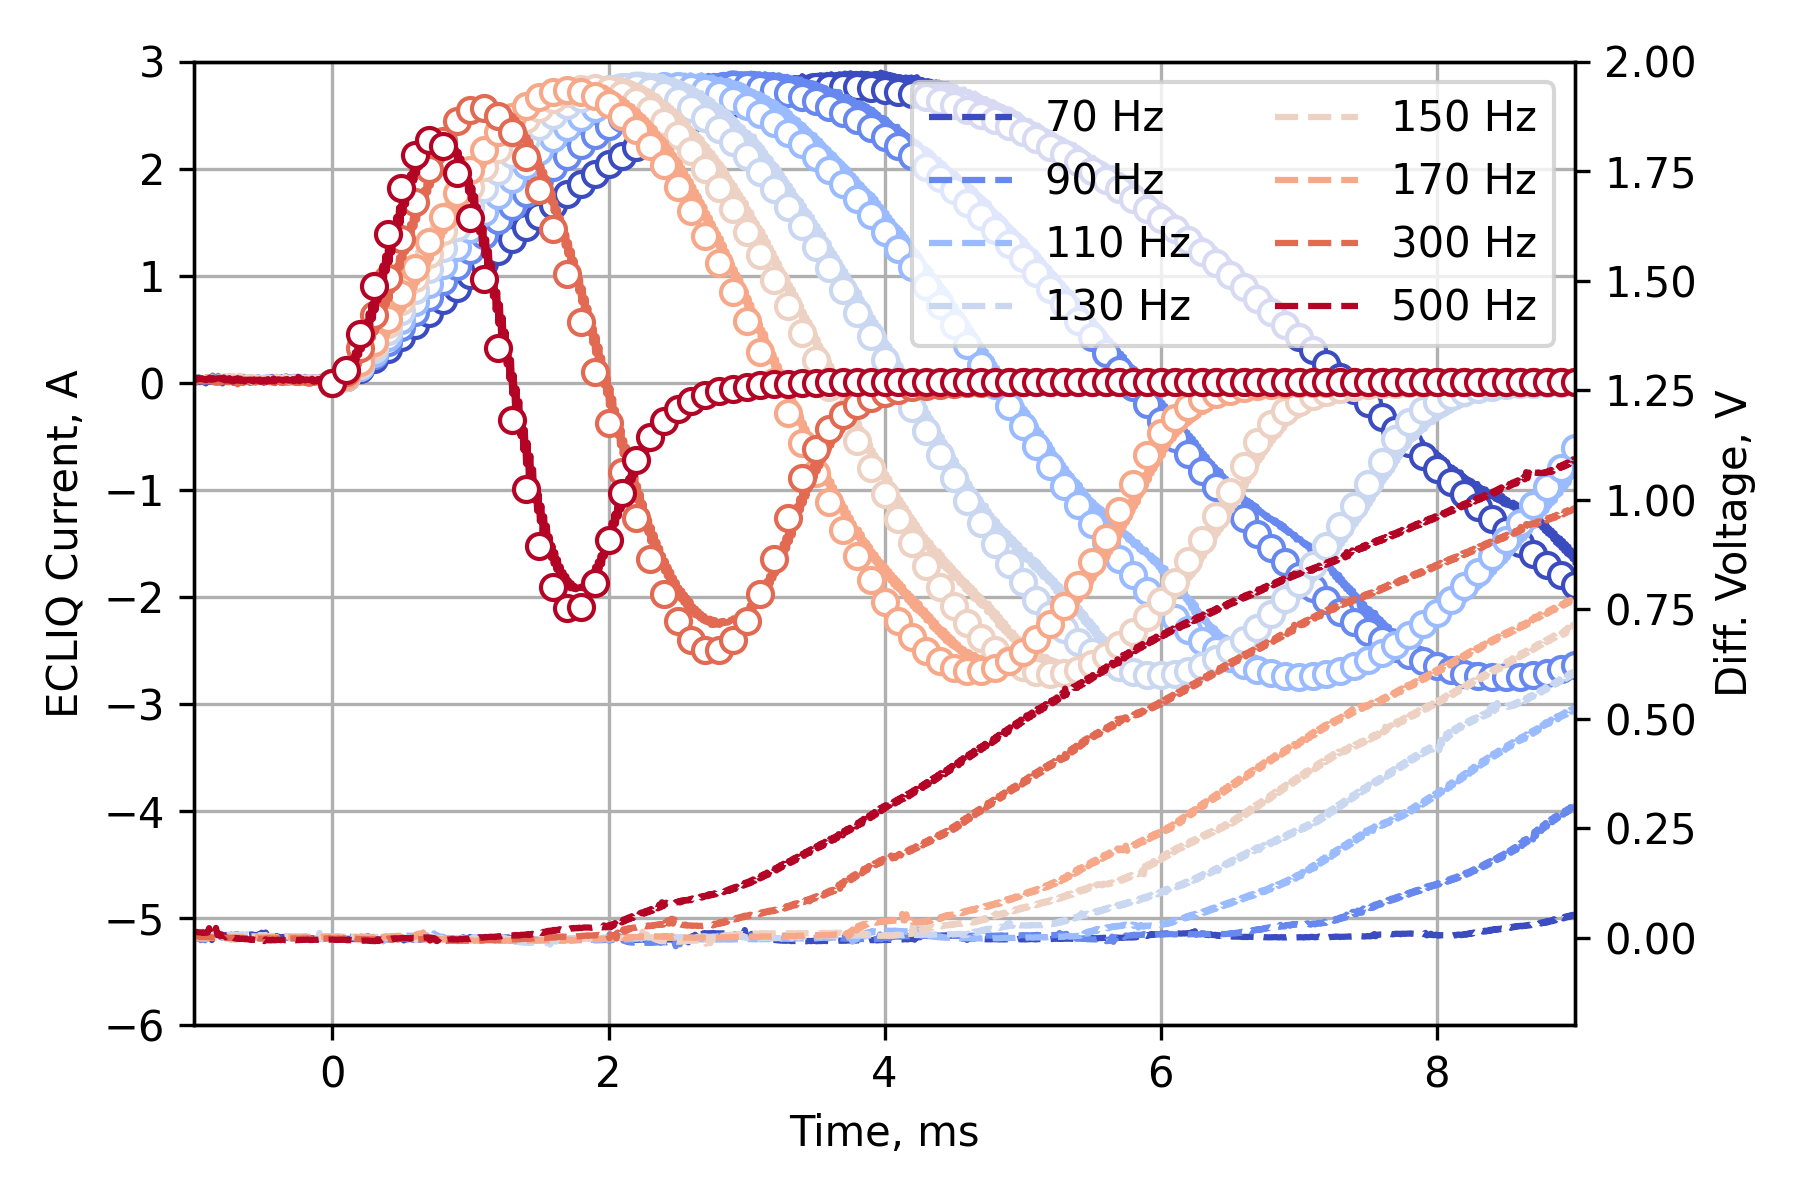 3
2
1
0
−1
−2
−3
−4
−5
−6
ECLIQ Current, A
0
2
4
6
8
Time, ms
2.00
1.75
1.50
1.25
1.00
0.75
0.50
0.25
0.00
Diff. Voltage, V
70 Hz
90 Hz
110 Hz
130 Hz
150 Hz
170 Hz
300 Hz
500 Hz